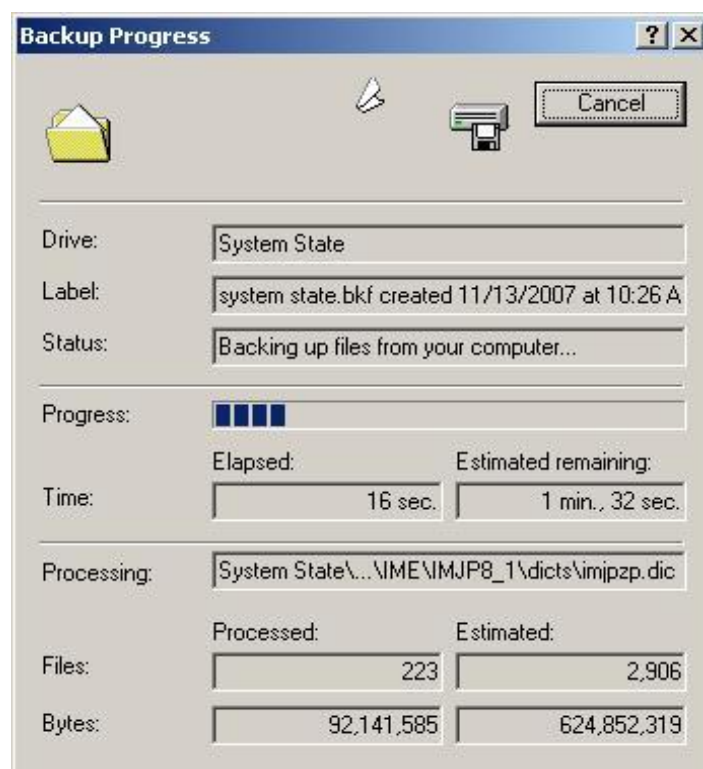 Backup Progress
Cancel
Drive: System State
Label: system state.bkf created 11/13/2007 at 10:26 A
Status: Backing up files from your computer...
Progress:
Elapsed: Estimated remaining:
Time: 16 sec. 1 min., 32 sec.
Processing: System State\...\IME\IMJP8_1\dicts\imjpzp.dic
Processed: Estimated:
Files: 223 2,906
Bytes: 92,141,585 624,852,319